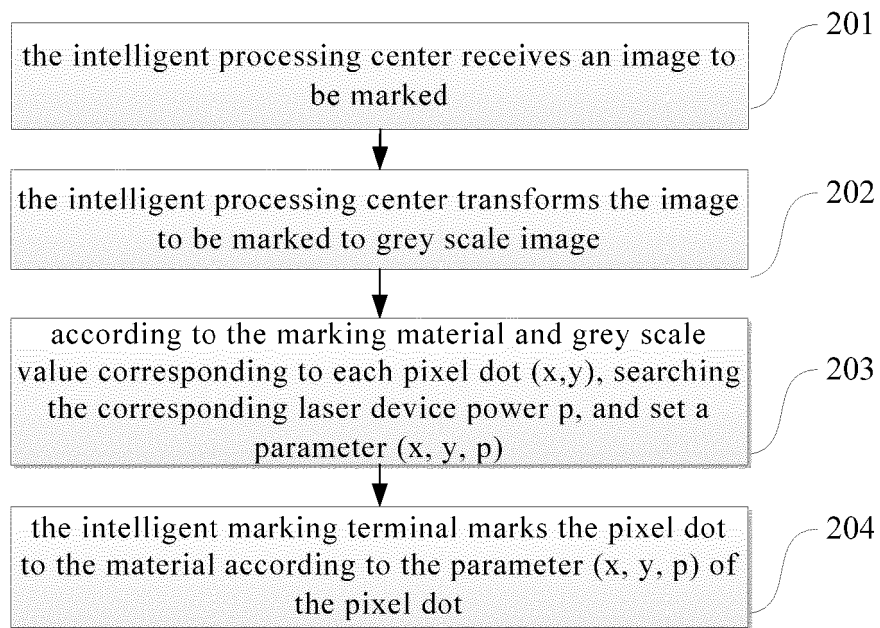 201
the intelligent processing center receives an image to
be marked
202
the intelligent processing center transforms the image
to be marked to grey scale image
203
according to the marking material and grey scale
value corresponding to each pixel dot (x,y), searching
the corresponding laser device power p, and set a
parameter (x, y, p)
204
the intelligent marking terminal marks the pixel dot
to the material according to the parameter (x, y, p) of
the pixel dot